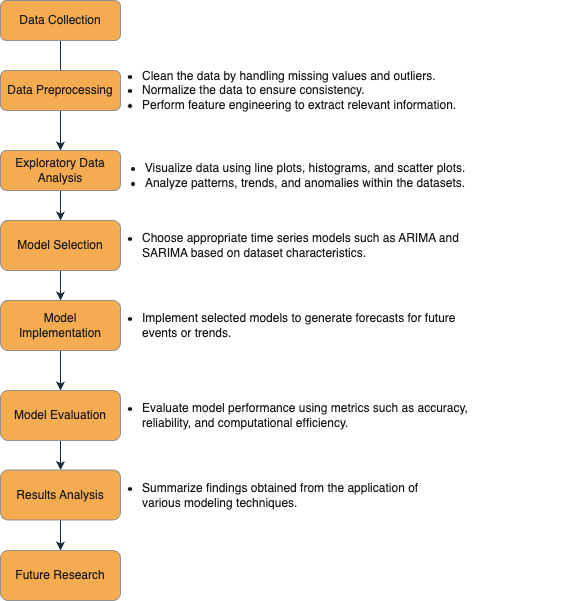 Data Collection
Data Preprocessing
• Clean the data by handling missing values and outliers.
• Normalize the data to ensure consistency.
• Perform feature engineering to extract relevant information.
Exploratory Data
Analysis
• Visualize data using line plots, histograms, and scatter plots.
• Analyze patterns, trends, and anomalies within the datasets.
Model Selection
• Choose appropriate time series models such as ARIMA and
SARIMA based on dataset characteristics.
Model
Implementation
• Implement selected models to generate forecasts for future
events or trends.
Model Evaluation
• Evaluate model performance using metrics such as accuracy,
reliability, and computational efficiency.
Results Analysis
• Summarize findings obtained from the application of
various modeling techniques.
Future Research